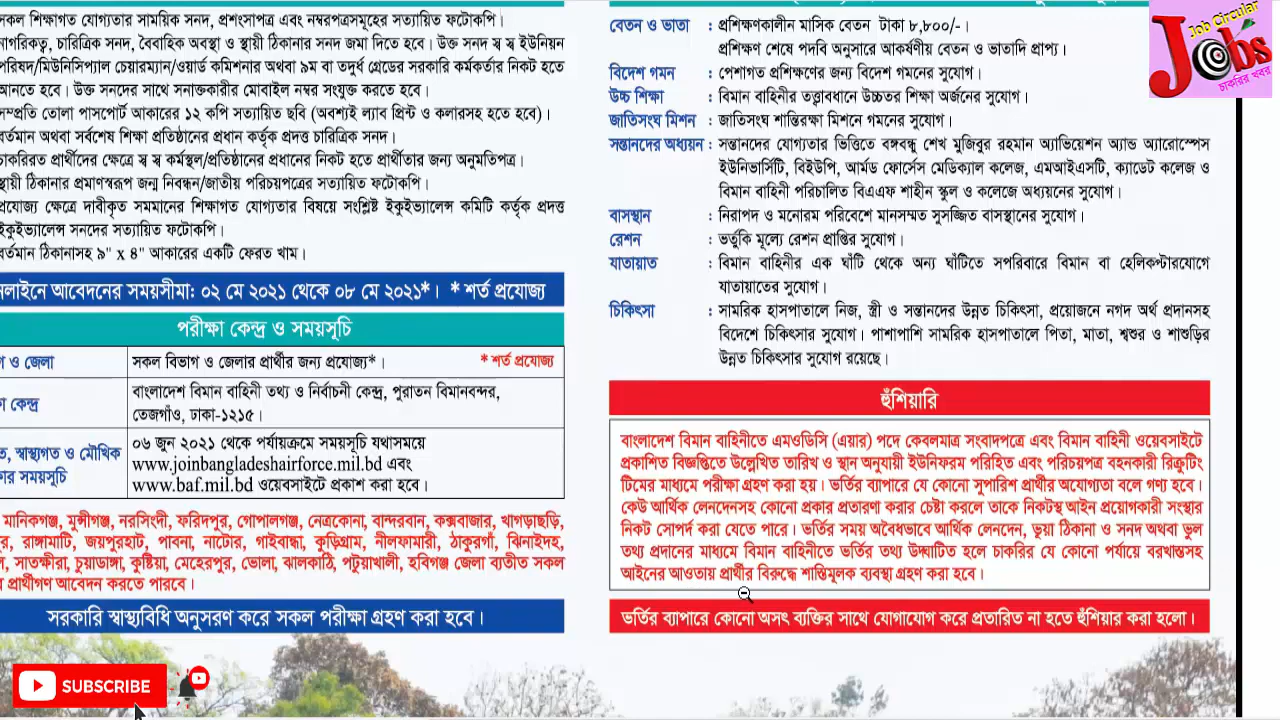 সকল শিক্ষাগত যোগ্যতার সাময়িক সনদ, প্রশংসাপত্র এবং নম্বরপত্রসমূহের সত্যায়িত ফটোকপি।
নাগরিকত্ব, চারিত্রিক সনদ, বৈবাহিক অবস্থা ও স্থায়ী ঠিকানার সনদ জমা দিতে হবে। উক্ত সনদ স্ব স্ব ইউনিয়ন
পরিষদ/মিউনিসিপ্যাল চেয়ারম্যান/ওয়ার্ড কমিশনার অথবা ৯ম বা তদূর্ধ গ্রেডের সরকারি কর্মকর্তার নিকট হতে
আনতে হবে। উক্ত সনদের সাথে সনাক্তকারীর মোবাইল নম্বর সংযুক্ত করতে হবে।
সম্প্রতি তোলা পাসপোর্ট আকারের ১২ কপি সত্যায়িত ছবি (অবশ্যই ল্যাব প্রিন্ট ও কলারসহ হতে হবে)।
বর্তমান অথবা সর্বশেষ শিক্ষা প্রতিষ্ঠানের প্রধান কর্তৃক প্রদত্ত চারিত্রিক সনদ।
চাকরিরত প্রার্থীদের ক্ষেত্রে স্ব স্ব কর্মস্থল/প্রতিষ্ঠানের প্রধানের নিকট হতে প্রার্থীতার জন্য অনুমতিপত্র।
স্থায়ী ঠিকানার প্রমাণস্বরূপ জন্ম নিবন্ধন/জাতীয় পরিচয়পত্রের সত্যায়িত ফটোকপি।
প্রযোজ্য ক্ষেত্রে দাবীকৃত সমমানের শিক্ষাগত যোগ্যতার বিষয়ে সংশ্লিষ্ট ইকুইভ্যালেন্স কমিটি কর্তৃক প্রদত্ত
ইকুইভ্যালেন্স সনদের সত্যায়িত ফটোকপি।
বর্তমান ঠিকানাসহ ৯" x ৪" আকারের একটি ফেরত খাম।
নলাইনে আবেদনের সময়সীমা: ০২ মে ২০২১ থেকে ০৮ মে ২০২১*। * শর্ত প্রযোজ্য
পরীক্ষা কেন্দ্র ও সময়সূচি
গ ও জেলা
সকল বিভাগ ও জেলার প্রার্থীর জন্য প্রযোজ্য*। * শর্ত প্রযোজ্য
া কেন্দ্র
বাংলাদেশ বিমান বাহিনী তথ্য ও নির্বাচনী কেন্দ্র, পুরাতন বিমানবন্দর,
তেজগাঁও, ঢাকা-১২১৫।
ত, স্বাস্থ্যগত ও মৌখিক
কার সময়সূচি
০৬ জুন ২০২১ থেকে পর্যায়ক্রমে সময়সূচি যথাসময়ে
www.joinbangladeshairforce.mil.bd এবং
www.baf.mil.bd ওয়েবসাইটে প্রকাশ করা হবে।
মানিকগঞ্জ, মুন্সীগঞ্জ, নরসিংদী, ফরিদপুর, গোপালগঞ্জ, নেত্রকোনা, বান্দরবান, কক্সবাজার, খাগড়াছড়ি,
র, রাঙ্গামাটি, জয়পুরহাট, পাবনা, নাটোর, গাইবান্ধা, কুড়িগ্রাম, নীলফামারী, ঠাকুরগাঁ, ঝিনাইদহ,
সাতক্ষীরা, চুয়াডাঙ্গা, কুষ্টিয়া, মেহেরপুর, ভোলা, ঝালকাঠি, পটুয়াখালী, হবিগঞ্জ জেলা ব্যতীত সকল
র প্রার্থীগণ আবেদন করতে পারবে।
সরকারি স্বাস্থ্যবিধি অনুসরণ করে সকল পরীক্ষা গ্রহণ করা হবে।
SUBSCRIBE
বেতন ও ভাতা : প্রশিক্ষণকালীন মাসিক বেতন টাকা ৮,৮০০/-।
প্রশিক্ষণ শেষে পদবি অনুসারে আকর্ষণীয় বেতন ও ভাতাদি প্রাপ্য।
বিদেশ গমন : পেশাগত প্রশিক্ষণের জন্য বিদেশ গমনের সুযোগ।
উচ্চ শিক্ষা : বিমান বাহিনীর তত্ত্বাবধানে উচ্চতর শিক্ষা অর্জনের সুযোগ।
জাতিসংঘ মিশন : জাতিসংঘ শান্তিরক্ষা মিশনে গমনের সুযোগ।
সন্তানদের অধ্যয়ন : সন্তানদের যোগ্যতার ভিত্তিতে বঙ্গবন্ধু শেখ মুজিবুর রহমান অ্যাভিয়েশন অ্যান্ড অ্যারোস্পেস
ইউনিভার্সিটি, বিইউপি, আর্মড ফোর্সেস মেডিক্যাল কলেজ, এমআইএসটি, ক্যাডেট কলেজ ও
বিমান বাহিনী পরিচালিত বিএএফ শাহীন স্কুল ও কলেজে অধ্যয়নের সুযোগ।
বাসস্থান : নিরাপদ ও মনোরম পরিবেশে মানসম্মত সুসজ্জিত বাসস্থানের সুযোগ।
রেশন : ভর্তুকি মূল্যে রেশন প্রাপ্তির সুযোগ।
যাতায়াত : বিমান বাহিনীর এক ঘাঁটি থেকে অন্য ঘাঁটিতে সপরিবারে বিমান বা হেলিকপ্টারযোগে
যাতায়াতের সুযোগ।
চিকিৎসা : সামরিক হাসপাতালে নিজ, স্ত্রী ও সন্তানদের উন্নত চিকিৎসা, প্রয়োজনে নগদ অর্থ প্রদানসহ
বিদেশে চিকিৎসার সুযোগ। পাশাপাশি সামরিক হাসপাতালে পিতা, মাতা, শ্বশুর ও শাশুড়ির
উন্নত চিকিৎসার সুযোগ রয়েছে।
হুঁশিয়ারি
বাংলাদেশ বিমান বাহিনীতে এমওডিসি (এয়ার) পদে কেবলমাত্র সংবাদপত্রে এবং বিমান বাহিনী ওয়েবসাইটে
প্রকাশিত বিজ্ঞপ্তিতে উল্লেখিত তারিখ ও স্থান অনুযায়ী ইউনিফরম পরিহিত এবং পরিচয়পত্র বহনকারী রিক্রুটিং
টিমের মাধ্যমে পরীক্ষা গ্রহণ করা হয়। ভর্তির ব্যাপারে যে কোনো সুপারিশ প্রার্থীর অযোগ্যতা বলে গণ্য হবে।
কেউ আর্থিক লেনদেনসহ কোনো প্রকার প্রতারণা করার চেষ্টা করলে তাকে নিকটস্থ আইন প্রয়োগকারী সংস্থার
নিকট সোপর্দ করা যেতে পারে। ভর্তির সময় অবৈধভাবে আর্থিক লেনদেন, ভুয়া ঠিকানা ও সনদ অথবা ভুল
তথ্য প্রদানের মাধ্যমে বিমান বাহিনীতে ভর্তির তথ্য উদ্ঘাটিত হলে চাকরির যে কোনো পর্যায়ে বরখাস্তসহ
আইনের আওতায় প্রার্থীর বিরুদ্ধে শাস্তিমূলক ব্যবস্থা গ্রহণ করা হবে।
ভর্তির ব্যাপারে কোনো অসৎ ব্যক্তির সাথে যোগাযোগ করে প্রতারিত না হতে হুঁশিয়ার করা হলো।
Job Circular
Jobs
চাকরির খবর